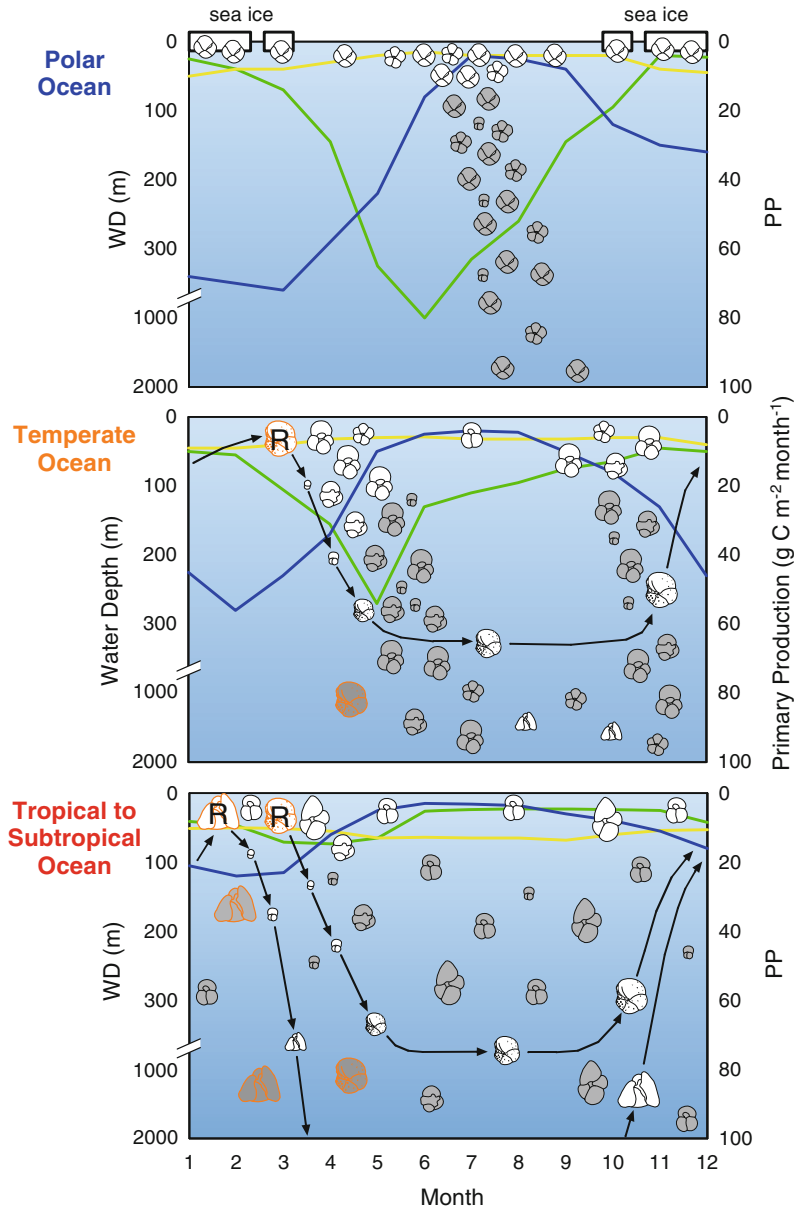 sea ice
sea ice
Polar
Ocean
0
100
200
300
1000
2000
WD (m)
0
20
40
60
80
100
PP
Temperate
Ocean
0
100
200
300
1000
2000
Water Depth (m)
R
0
20
40
60
80
100
Primary Production (g C m⁻² month⁻¹)
Tropical to
Subtropical
Ocean
0
100
200
300
1000
2000
WD (m)
R
R
0
20
40
60
80
100
PP
1 2 3 4 5 6 7 8 9 10 11 12
Month